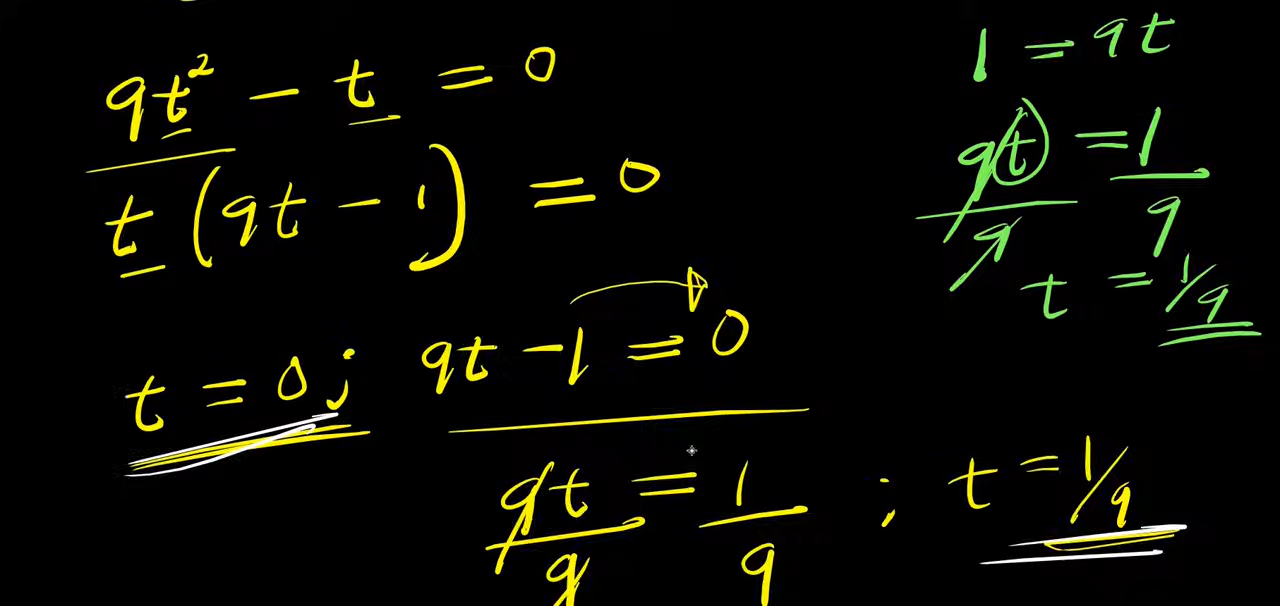 9t² - t = 0
t(9t - 1) = 0
t = 0; 9t - 1 = 0
9t/9 = 1/9 ; t = 1/9
1 = 9t
9t/9 = 1/9
t = 1/9